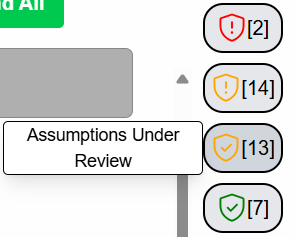 d All
[2]
[14]
Assumptions Under
Review
[13]
[7]